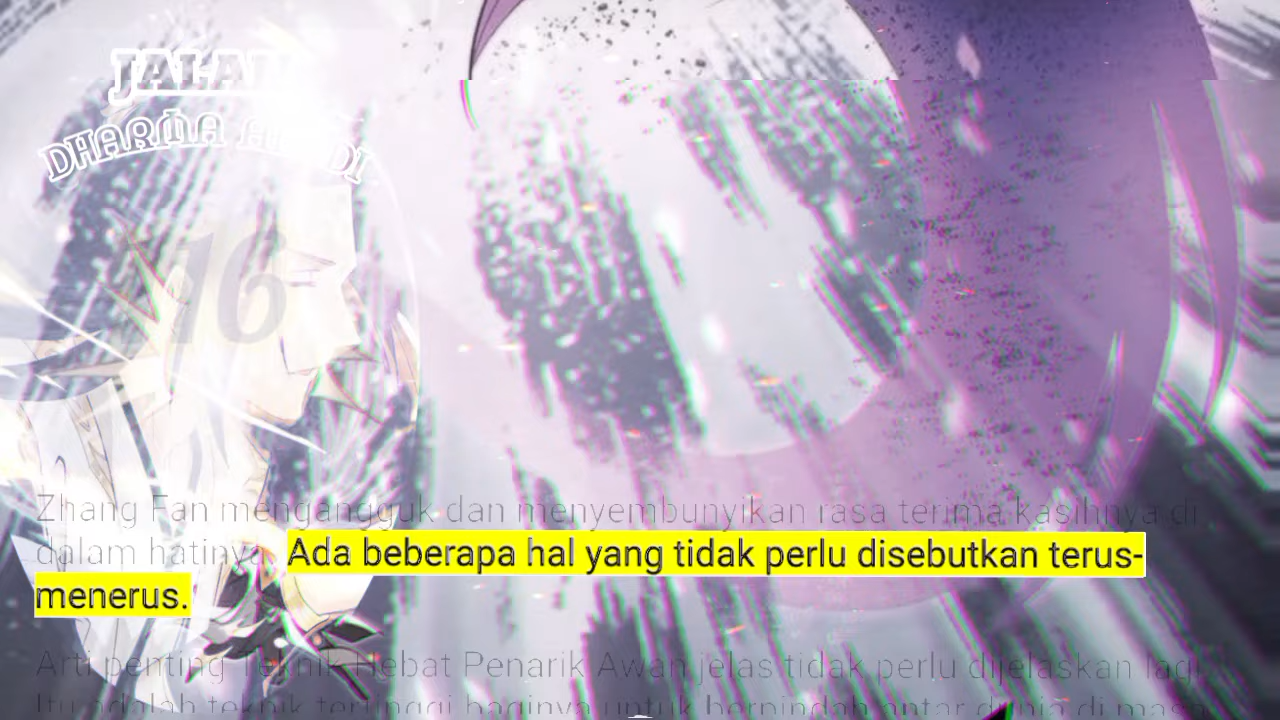 JALAN
DHARMA
16
Zhang Fan mengangguk dan menyembunyikan rasa terima kasihnya di
dalam hatinya. Ada beberapa hal yang tidak perlu disebutkan terus-
menerus.
Arti penting Teknik Hebat Penarik Awan jelas tidak perlu dijelaskan lagi.
Itu adalah teknik tertinggi baginya untuk berpindah antar dunia di masa